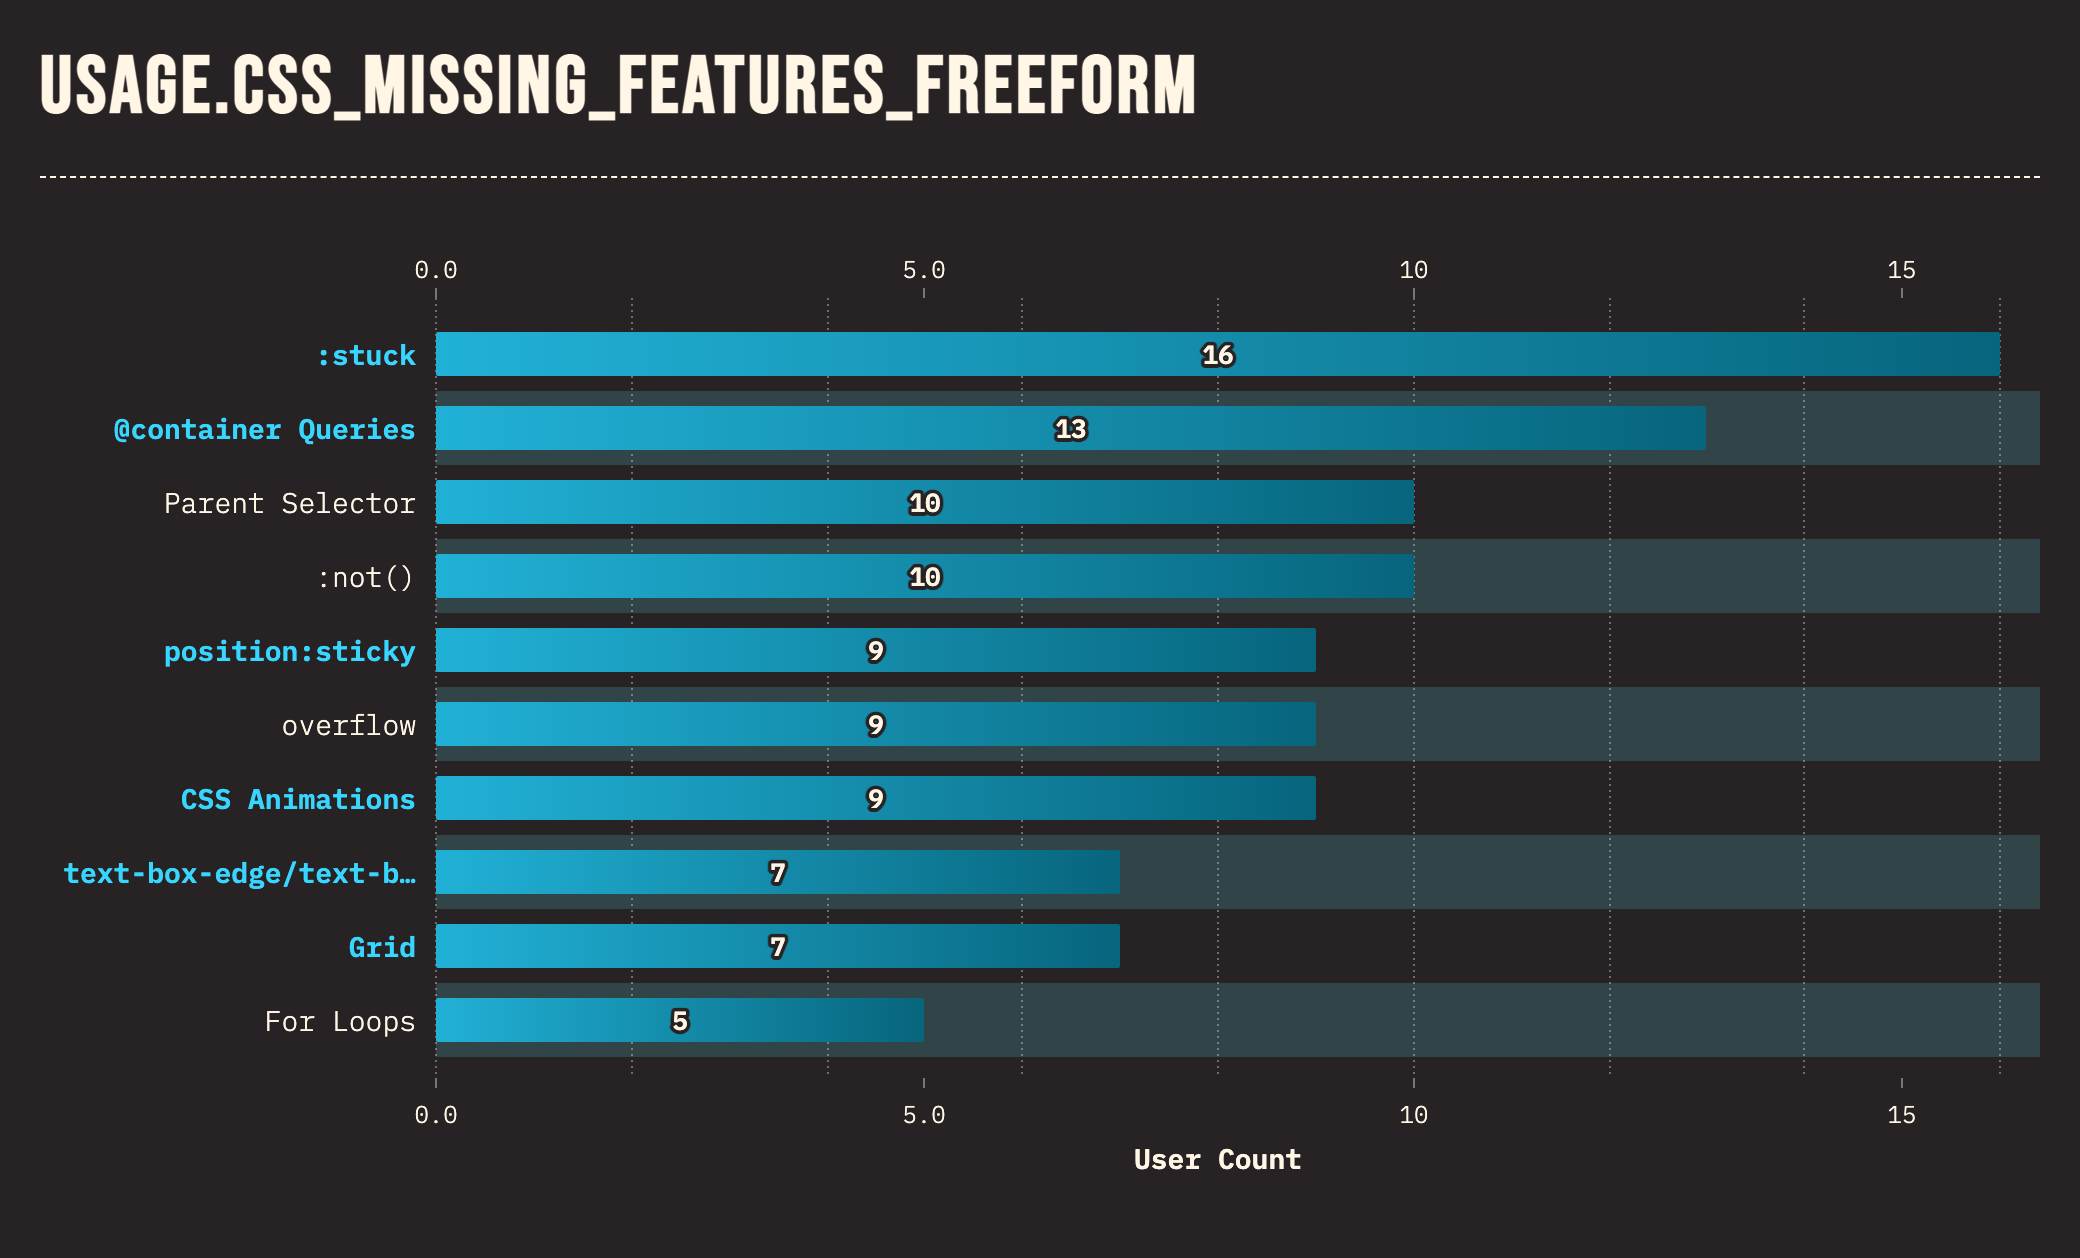 USAGE.CSS_MISSING_FEATURES_FREEFORM
0.0 5.0 10 15
:stuck 16
@container Queries 13
Parent Selector 10
:not() 10
position:sticky 9
overflow 9
CSS Animations 9
text-box-edge/text-b… 7
Grid 7
For Loops 5
0.0 5.0 10 15
User Count